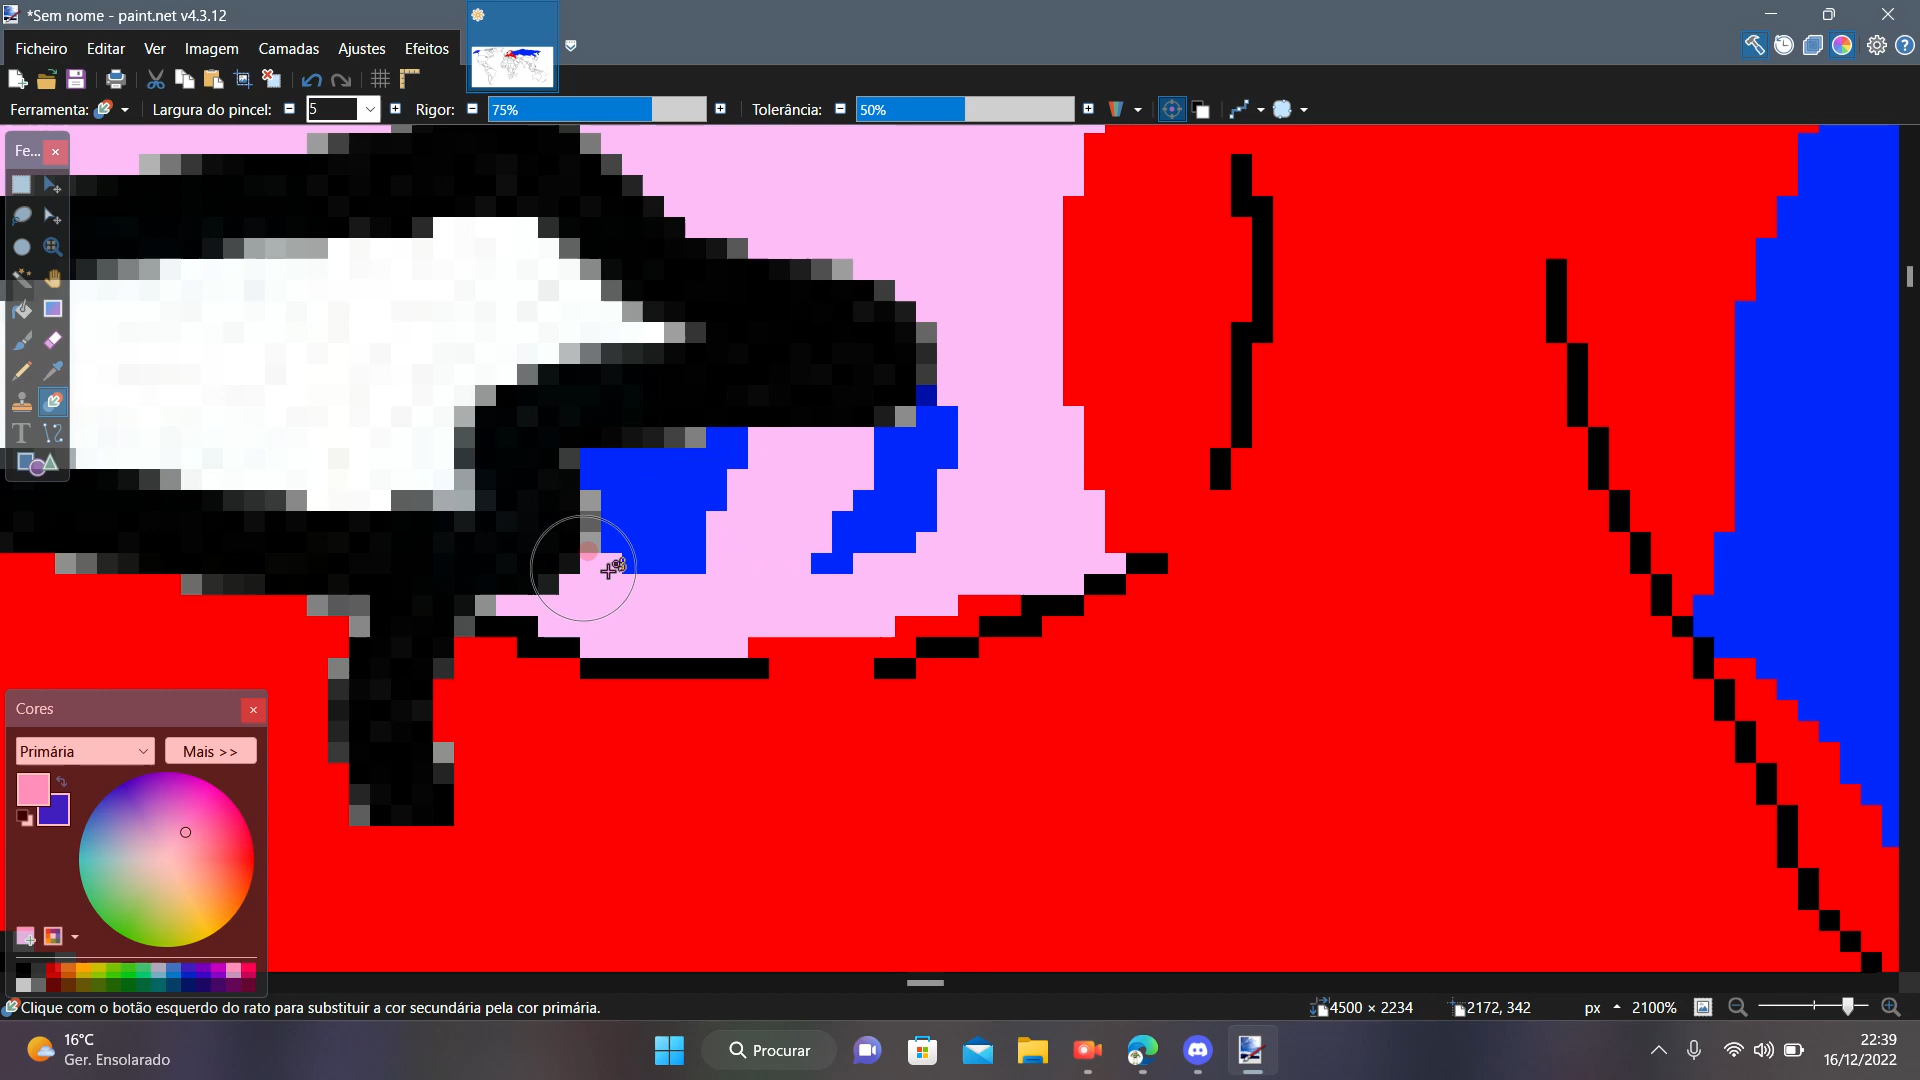 *Sem nome - paint.net v4.3.12
Ficheiro Editar Ver Imagem Camadas Ajustes Efeitos
Ferramenta: Largura do pincel: 5 Rigor: 75% Tolerância: 50%
Fe...
Cores
Primária Mais >>
Clique com o botão esquerdo do rato para substituir a cor secundária pela cor primária.
4500 × 2234 2172, 342 px 2100%
16°C
Ger. Ensolarado
Procurar
22:39
16/12/2022